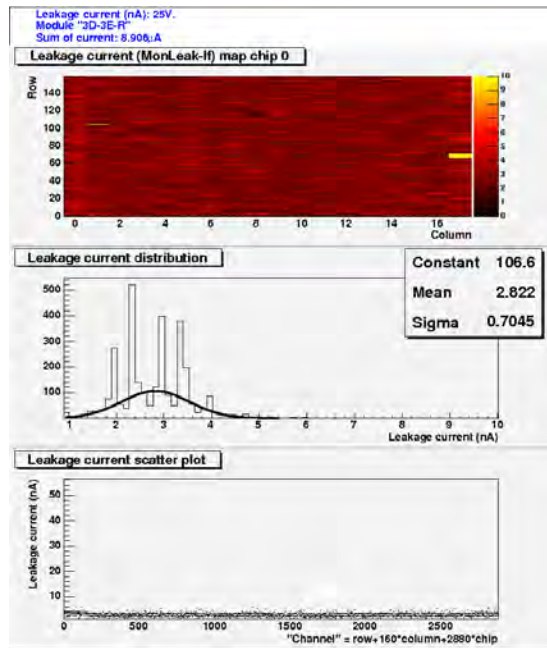 Leakage current (nA): 25V.
Module "3D-3E-R"
Sum of current: 8.906µA
Leakage current (MonLeak-If) map chip 0
Row
160
140
120
100
80
60
40
20
0
0 2 4 6 8 10 12 14 16
Column
10
9
8
7
6
5
4
3
2
1
0
Leakage current distribution
Constant 106.6
Mean 2.822
Sigma 0.7045
500
400
300
200
100
1 2 3 4 5 6 7 8 9 10
Leakage current (nA)
Leakage current scatter plot
Leakage current (nA)
50
40
30
20
10
0 500 1000 1500 2000 2500
"Channel" = row+160*column+2880*chip